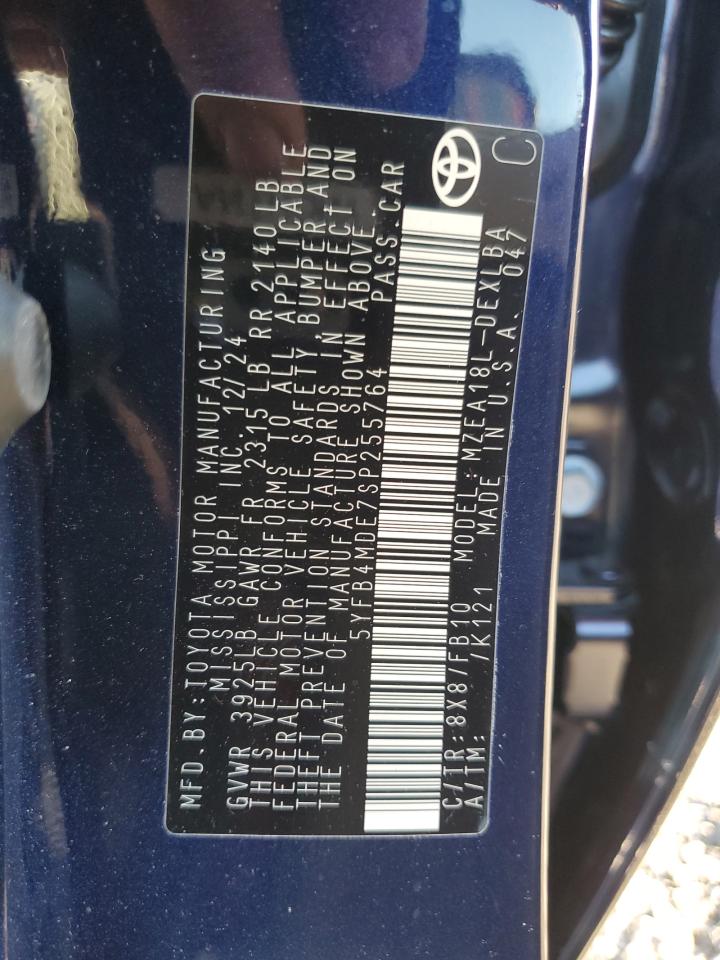 MFD.BY:TOYOTA MOTOR MANUFACTURING
MISSISSIPPI INC.12/24
GVWR 3925LB GAWR FR 2315 LB RR 2140LB
THIS VEHICLE CONFORMS TO ALL APPLICABLE
FEDERAL MOTOR VEHICLE SAFETY, BUMPER AND
THEFT PREVENTION STANDARDS IN EFFECT ON
THE DATE OF MANUFACTURE SHOWN ABOVE.
5YFB4MDE7SP255764 PASS.CAR
C/TR:8X8/FB10 MODEL:MZEA18L-DEXLBA
A/TM: /K121 MADE IN U.S.A. 047
C